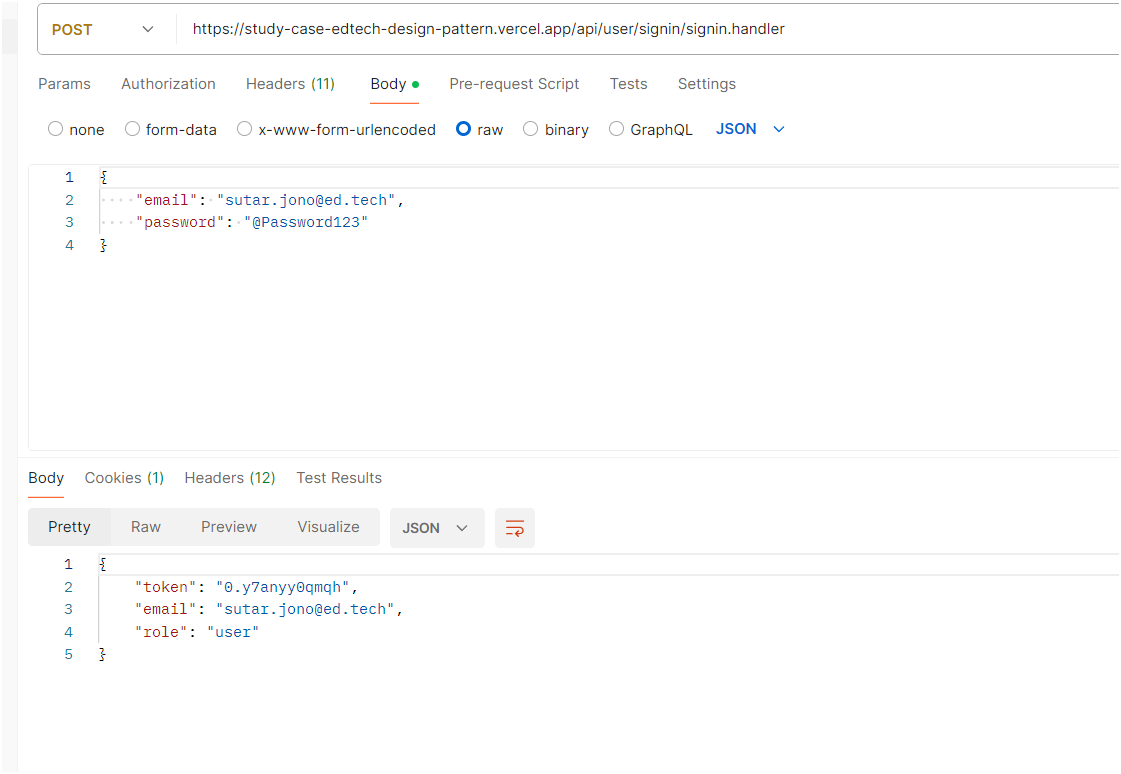 POST https://study-case-edtech-design-pattern.vercel.app/api/user/signin/signin.handler
Params Authorization Headers (11) Body Pre-request Script Tests Settings
none form-data x-www-form-urlencoded raw binary GraphQL JSON
1 {
2 "email": "sutar.jono@ed.tech",
3 "password": "@Password123"
4 }
Body Cookies (1) Headers (12) Test Results
Pretty Raw Preview Visualize JSON
1 {
2 "token": "0.y7anyy0qmqh",
3 "email": "sutar.jono@ed.tech",
4 "role": "user"
5 }